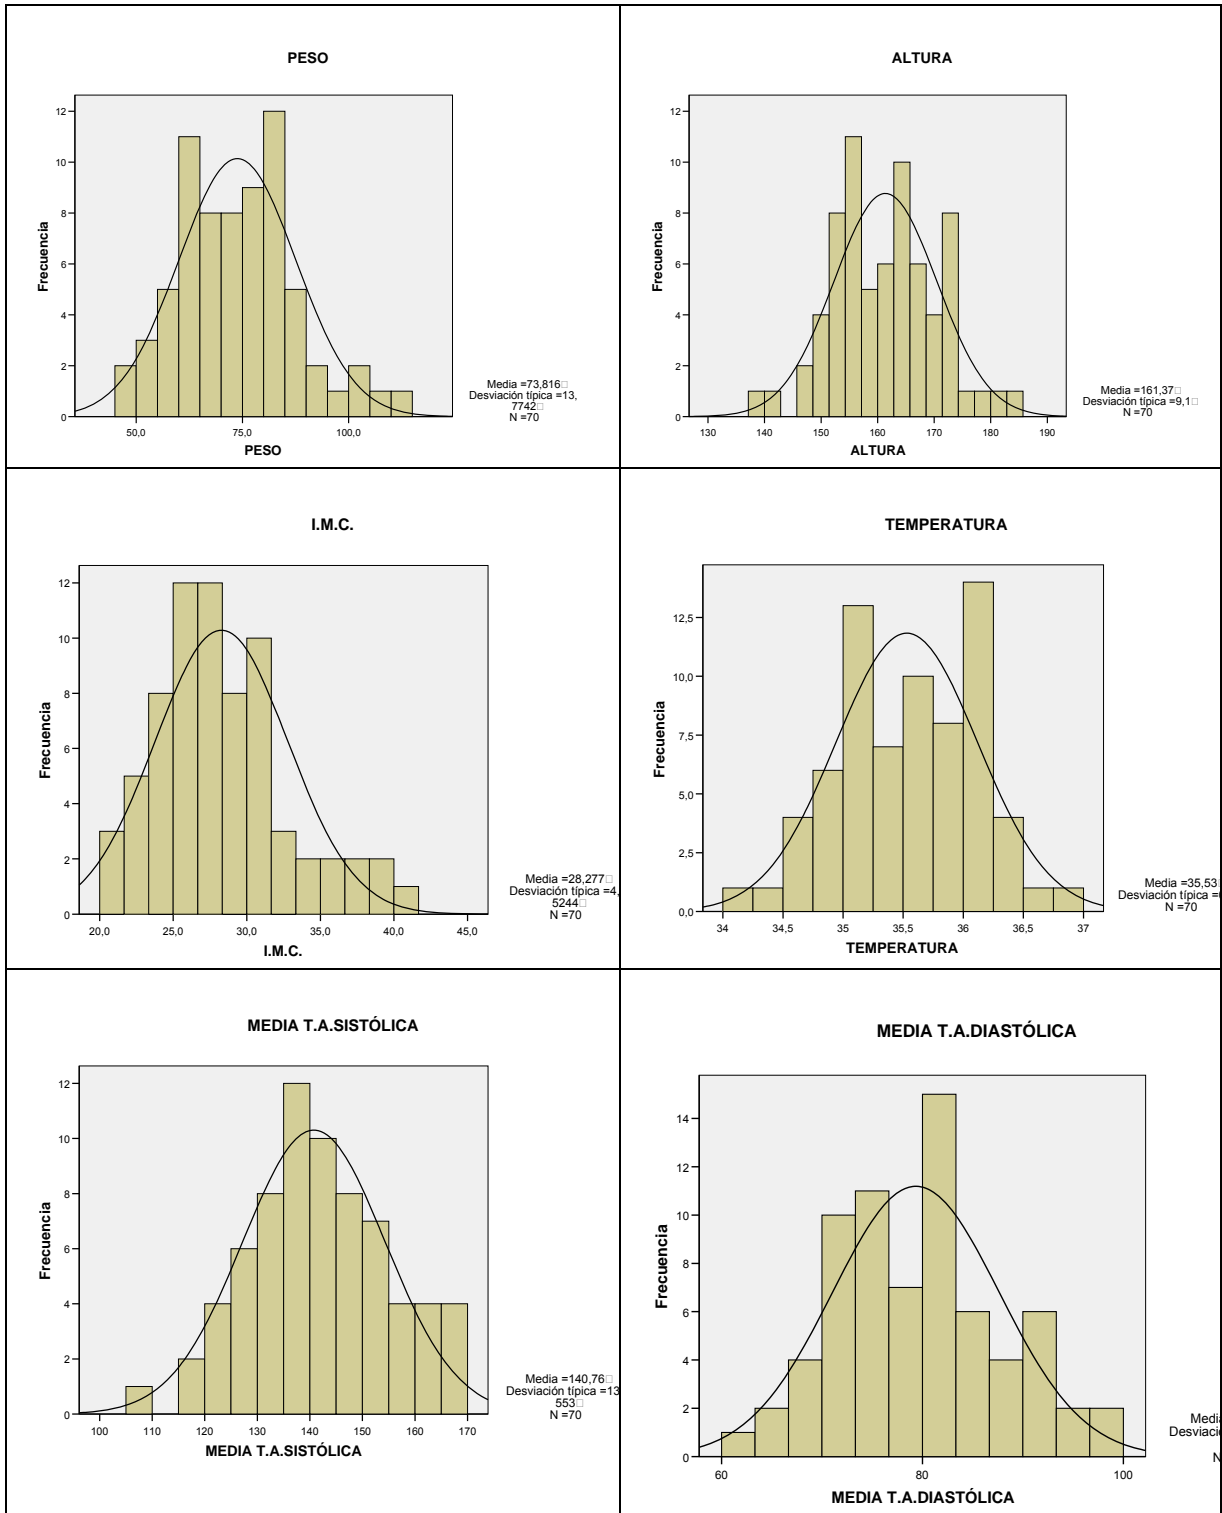 PESO
Frecuencia
12
10
8
6
4
2
0
50,0 75,0 100,0
PESO
Media =73,816
Desviación típica =13,
7742
N =70
ALTURA
Frecuencia
12
10
8
6
4
2
0
130 140 150 160 170 180 190
ALTURA
Media =161,37
Desviación típica =9,1
N =70
I.M.C.
Frecuencia
12
10
8
6
4
2
0
20,0 25,0 30,0 35,0 40,0 45,0
I.M.C.
Media =28,277
Desviación típica =4,
5244
N =70
TEMPERATURA
Frecuencia
12,5
10,0
7,5
5,0
2,5
0,0
34 34,5 35 35,5 36 36,5 37
TEMPERATURA
Media =35,53
Desviación típica =
N =70
MEDIA T.A.SISTÓLICA
Frecuencia
12
10
8
6
4
2
0
100 110 120 130 140 150 160 170
MEDIA T.A.SISTÓLICA
Media =140,76
Desviación típica =13
553
N =70
MEDIA T.A.DIASTÓLICA
Frecuencia
14
12
10
8
6
4
2
0
60 80 100
MEDIA T.A.DIASTÓLICA
Media
Desviació
N